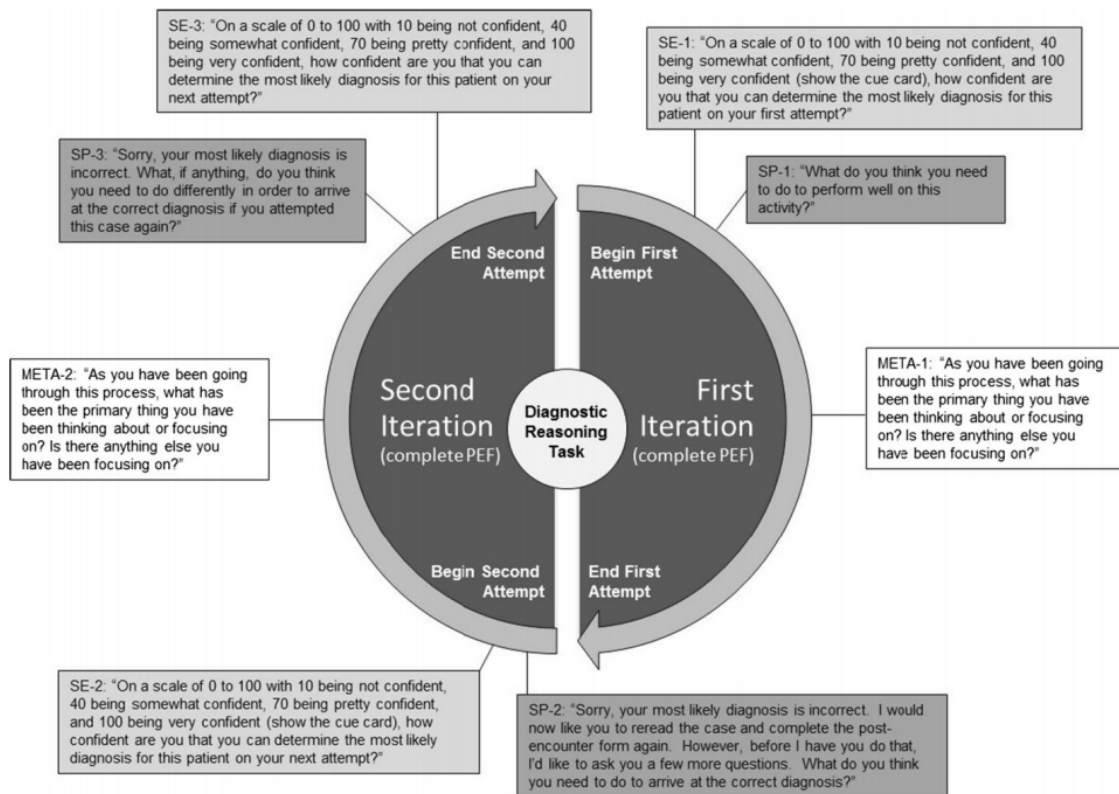 SE-3: “On a scale of 0 to 100 with 10 being not confident, 40
being somewhat confident, 70 being pretty confident, and 100
being very confident, how confident are you that you can
determine the most likely diagnosis for this patient on your
next attempt?”
SE-1: “On a scale of 0 to 100 with 10 being not confident, 40
being somewhat confident, 70 being pretty confident, and 100
being very confident (show the cue card), how confident are
you that you can determine the most likely diagnosis for this
patient on your first attempt?”
SP-3: “Sorry, your most likely diagnosis is
incorrect. What, if anything, do you think
you need to do differently in order to arrive
at the correct diagnosis if you attempted
this case again?”
SP-1: “What do you think you need
to do to perform well on this
activity?”
End Second
Attempt
Begin First
Attempt
META-2: “As you have been going
through this process, what has
been the primary thing you have
been thinking about or focusing
on? Is there anything else you
have been focusing on?”
Second
Iteration
(complete PEF)
Diagnostic
Reasoning
Task
First
Iteration
(complete PEF)
META-1: “As you have been going
through this process, what has
been the primary thing you have
been thinking about or focusing
on? Is there anything else you
have been focusing on?”
Begin Second
Attempt
End First
Attempt
SE-2: “On a scale of 0 to 100 with 10 being not confident,
40 being somewhat confident, 70 being pretty confident,
and 100 being very confident (show the cue card), how
confident are you that you can determine the most likely
diagnosis for this patient on your next attempt?”
SP-2: “Sorry, your most likely diagnosis is incorrect. I would
now like you to reread the case and complete the post-
encounter form again. However, before I have you do that,
I’d like to ask you a few more questions. What do you think
you need to do to arrive at the correct diagnosis?”